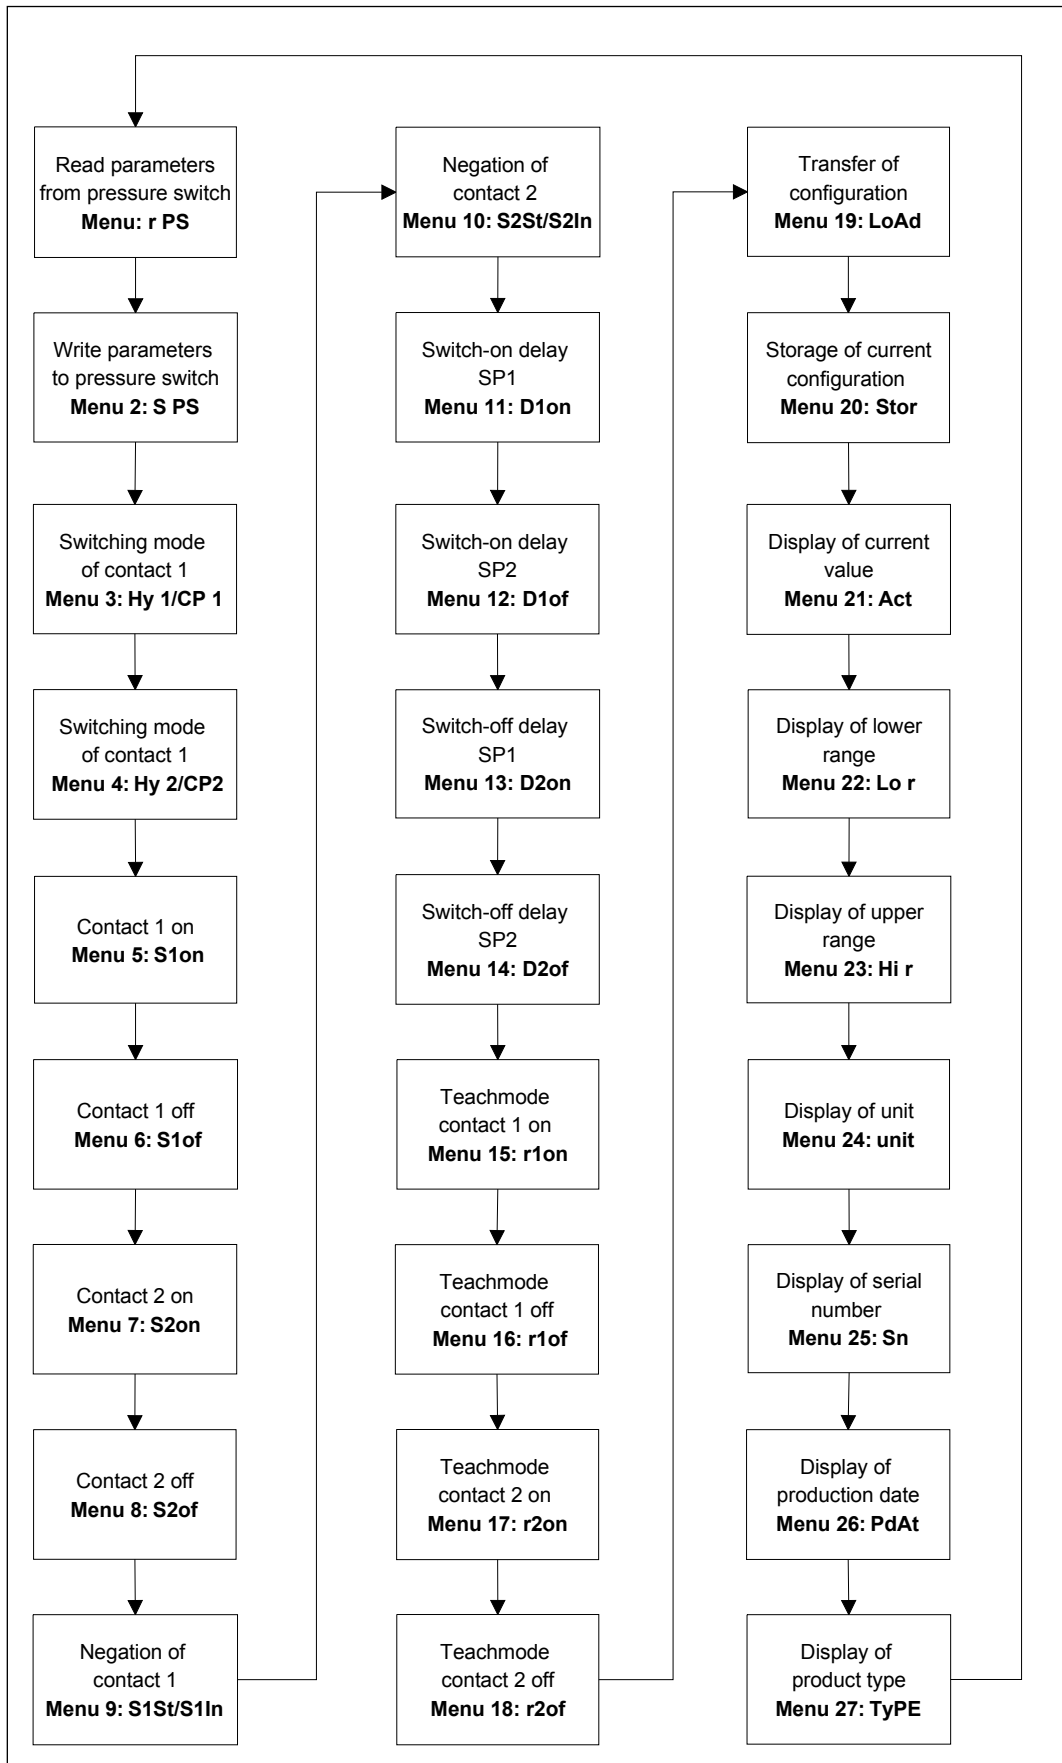 Read parameters
from pressure switch
Menu: r PS
Write parameters
to pressure switch
Menu 2: S PS
Switching mode
of contact 1
Menu 3: Hy 1/CP 1
Switching mode
of contact 1
Menu 4: Hy 2/CP2
Contact 1 on
Menu 5: S1on
Contact 1 off
Menu 6: S1of
Contact 2 on
Menu 7: S2on
Contact 2 off
Menu 8: S2of
Negation of
contact 1
Menu 9: S1St/S1In
Negation of
contact 2
Menu 10: S2St/S2In
Switch-on delay
SP1
Menu 11: D1on
Switch-on delay
SP2
Menu 12: D1of
Switch-off delay
SP1
Menu 13: D2on
Switch-off delay
SP2
Menu 14: D2of
Teachmode
contact 1 on
Menu 15: r1on
Teachmode
contact 1 off
Menu 16: r1of
Teachmode
contact 2 on
Menu 17: r2on
Teachmode
contact 2 off
Menu 18: r2of
Transfer of
configuration
Menu 19: LoAd
Storage of current
configuration
Menu 20: Stor
Display of current
value
Menu 21: Act
Display of lower
range
Menu 22: Lo r
Display of upper
range
Menu 23: Hi r
Display of unit
Menu 24: unit
Display of serial
number
Menu 25: Sn
Display of
production date
Menu 26: PdAt
Display of
product type
Menu 27: TyPE